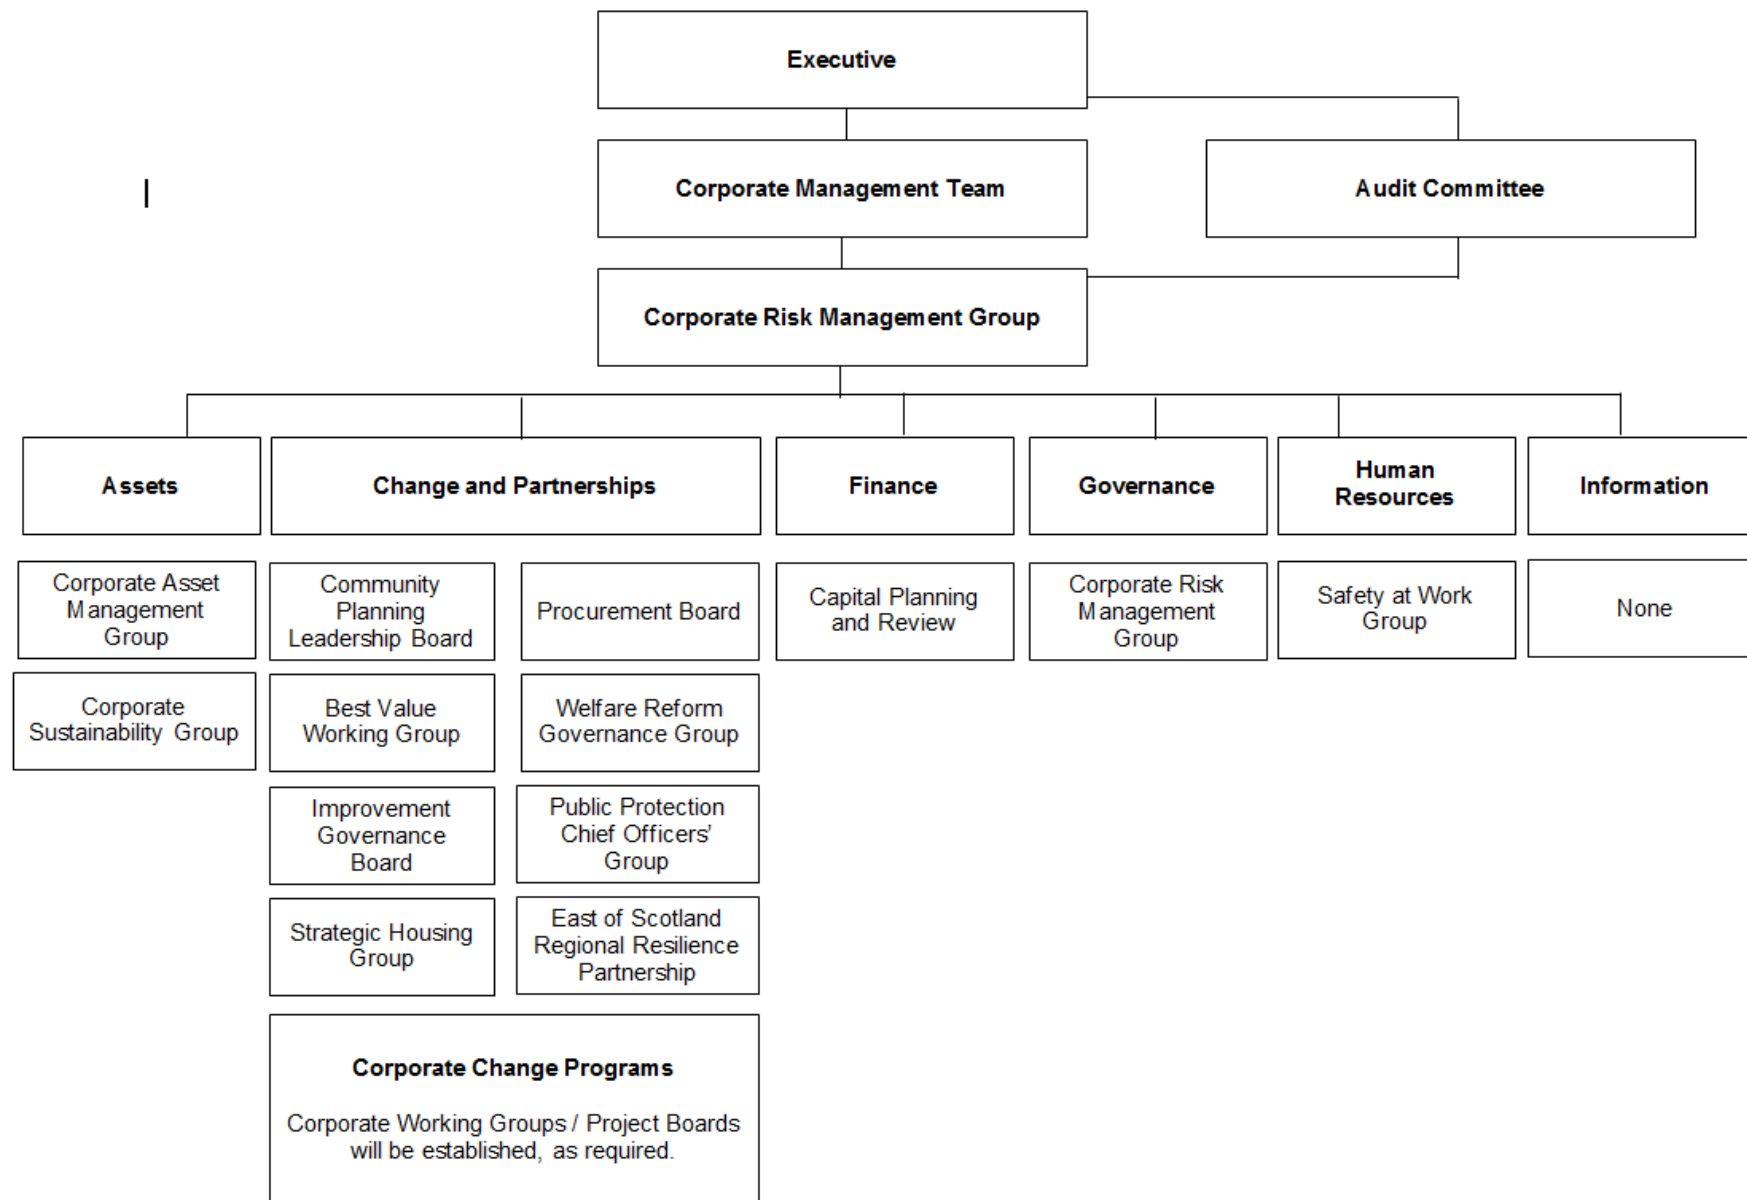 Executive
Corporate Management Team
Audit Committee
Corporate Risk Management Group
Assets
Change and Partnerships
Finance
Governance
Human
Resources
Information
Corporate Asset
Management
Group
Community
Planning
Leadership Board
Procurement Board
Capital Planning
and Review
Corporate Risk
Management
Group
Safety at Work
Group
None
Corporate
Sustainability Group
Best Value
Working Group
Welfare Reform
Governance Group
Improvement
Governance
Board
Public Protection
Chief Officers’
Group
Strategic Housing
Group
East of Scotland
Regional Resilience
Partnership
Corporate Change Programs
Corporate Working Groups / Project Boards
will be established, as required.